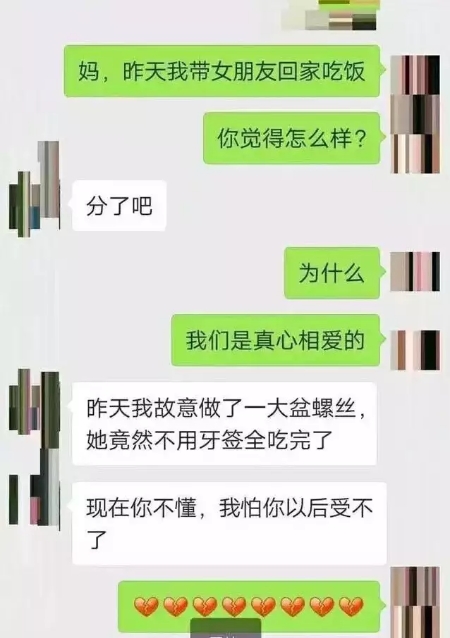 妈，昨天我带女朋友回家吃饭
你觉得怎么样？
分了吧
为什么
我们是真心相爱的
昨天我故意做了一大盆螺丝，
她竟然不用牙签全吃完了
现在你不懂，我怕你以后受不
了